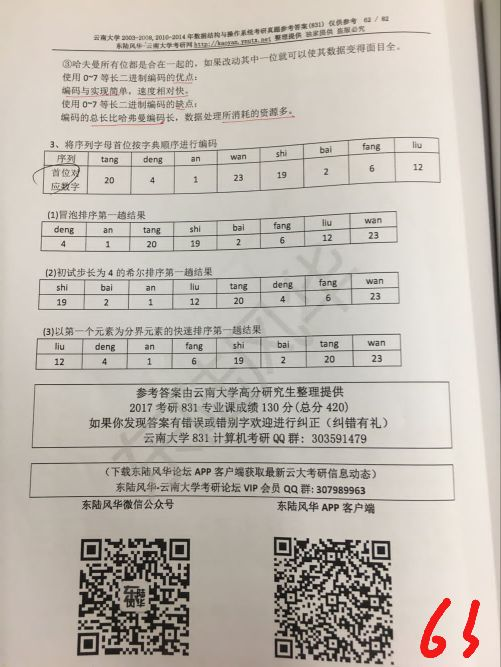 云南大学 2003-2008, 2010-2014 年数据结构与操作系统考研真题参考答案(831) 仅供参考 62 / 82
东陆风华·云南大学考研网 http://kaoyan.ynutx.net 整理提供 独家提供 盗版必究
③哈夫曼所有位都是合在一起的，如果改动其中一位就可以使其数据变得面目全。
使用 0~7 等长二进制编码的优点：
编码与实现简单，速度相对快。
使用 0~7 等长二进制编码的缺点：
编码的总长比哈弗曼编码长，数据处理所消耗的资源多。
3、将序列字母首位按字典顺序进行编码
序列 tang deng an wan shi bai fang liu
首位对应数字 20 4 1 23 19 2 6 12
(1)冒泡排序第一趟结果
deng an tang shi bai fang liu wan
4 1 20 19 2 6 12 23
(2)初试步长为 4 的希尔排序第一趟结果
shi bai an liu tang deng fang wan
19 2 1 12 20 4 6 23
(3)以第一个元素为分界元素的快速排序第一趟结果
liu deng an fang shi bai tang wan
12 4 1 6 19 2 20 23
参考答案由云南大学高分研究生整理提供
2017 考研 831 专业课成绩 130 分(总分 420)
如果你发现答案有错误或错别字欢迎进行纠正（纠错有礼）
云南大学 831 计算机考研 QQ 群：303591479
（下载东陆风华论坛 APP 客户端获取最新云大考研信息动态）
东陆风华·云南大学考研论坛 VIP 会员 QQ 群: 307989963
东陆风华微信公众号 东陆风华 APP 客户端